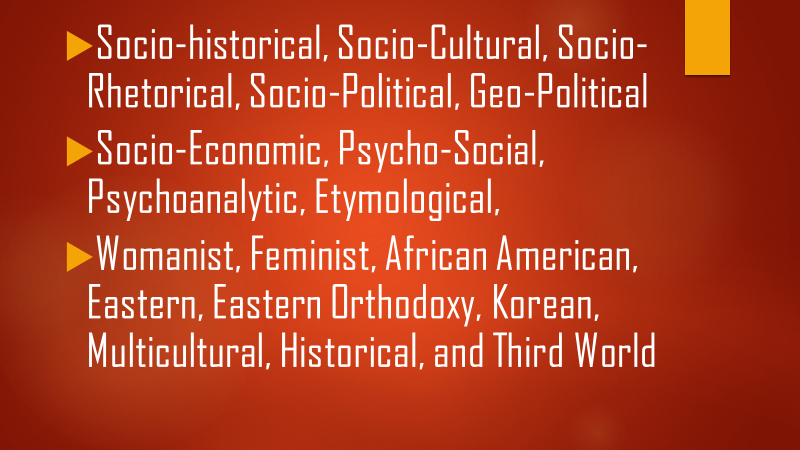 Socio-historical, Socio-Cultural, Socio-
Rhetorical, Socio-Political, Geo-Political
Socio-Economic, Psycho-Social,
Psychoanalytic, Etymological,
Womanist, Feminist, African American,
Eastern, Eastern Orthodoxy, Korean,
Multicultural, Historical, and Third World